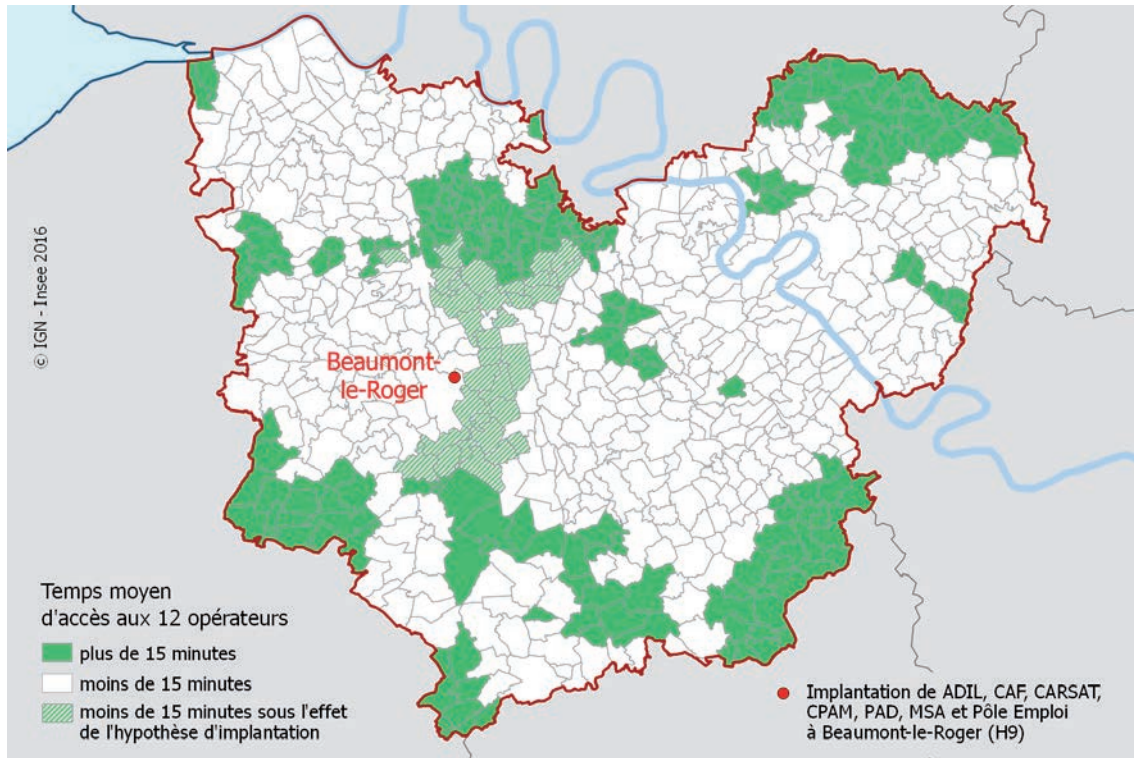 © IGN - Insee 2016
Beaumont-
le-Roger
Temps moyen
d'accès aux 12 opérateurs
plus de 15 minutes
moins de 15 minutes
moins de 15 minutes sous l'effet
de l'hypothèse d'implantation
Implantation de ADIL, CAF, CARSAT,
CPAM, PAD, MSA et Pôle Emploi
à Beaumont-le-Roger (H9)